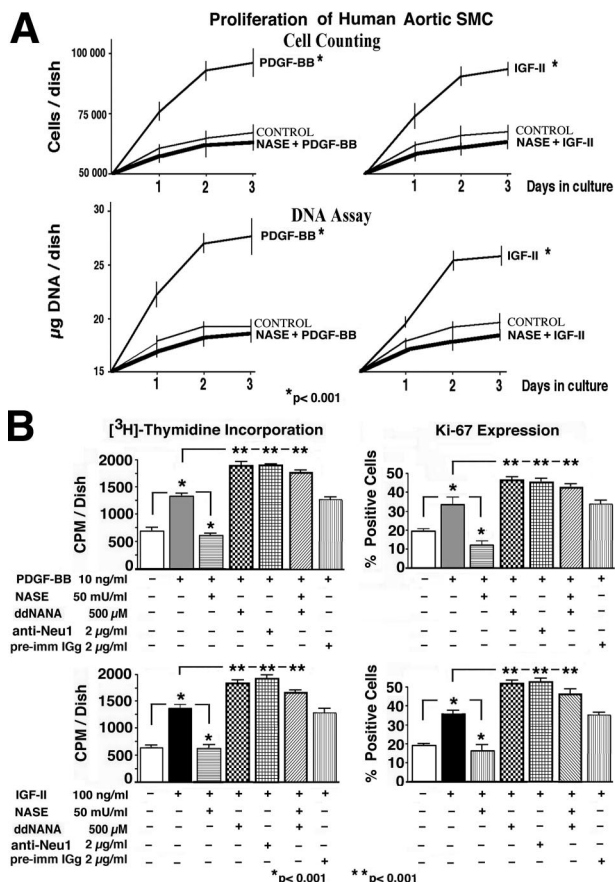 A
Proliferation of Human Aortic SMC
Cell Counting
Cells / dish
100 000
75 000
50 000
PDGF-BB *
CONTROL
NASE + PDGF-BB
1 2 3
IGF-II *
CONTROL
NASE + IGF-II
1 2 3 Days in culture
DNA Assay
µg DNA / dish
30
25
20
15
PDGF-BB *
CONTROL
NASE + PDGF-BB
1 2 3
IGF-II *
CONTROL
NASE + IGF-II
1 2 3 Days in culture
*p< 0.001
B
[³H]-Thymidine Incorporation
CPM / Dish
2000
1500
1000
500
0
* * ** ** **
Ki-67 Expression
% Positive Cells
50
40
30
20
10
0
* * ** ** **
PDGF-BB 10 ng/ml – + + + + + + – + + + + + +
NASE 50 mU/ml – – + – – + – – – + – – + –
ddNANA 500 µM – – – + – + – – – – + – + –
anti-Neu1 2 µg/ml – – – – + – – – – – – + – –
pre-imm IGg 2 µg/ml – – – – – – + – – – – – – +
CPM / Dish
2000
1500
1000
500
0
* * ** ** **
% Positive Cells
50
40
30
20
10
0
* * ** ** **
IGF-II 100 ng/ml – + + + + + + – + + + + + +
NASE 50 mU/ml – – + – – + – – – + – – + –
ddNANA 500 µM – – – + – + – – – – + – + –
anti-Neu1 2 µg/ml – – – – + – – – – – – + – –
pre-imm IGg 2 µg/ml – – – – – – + – – – – – – +
*p< 0.001 **p< 0.001